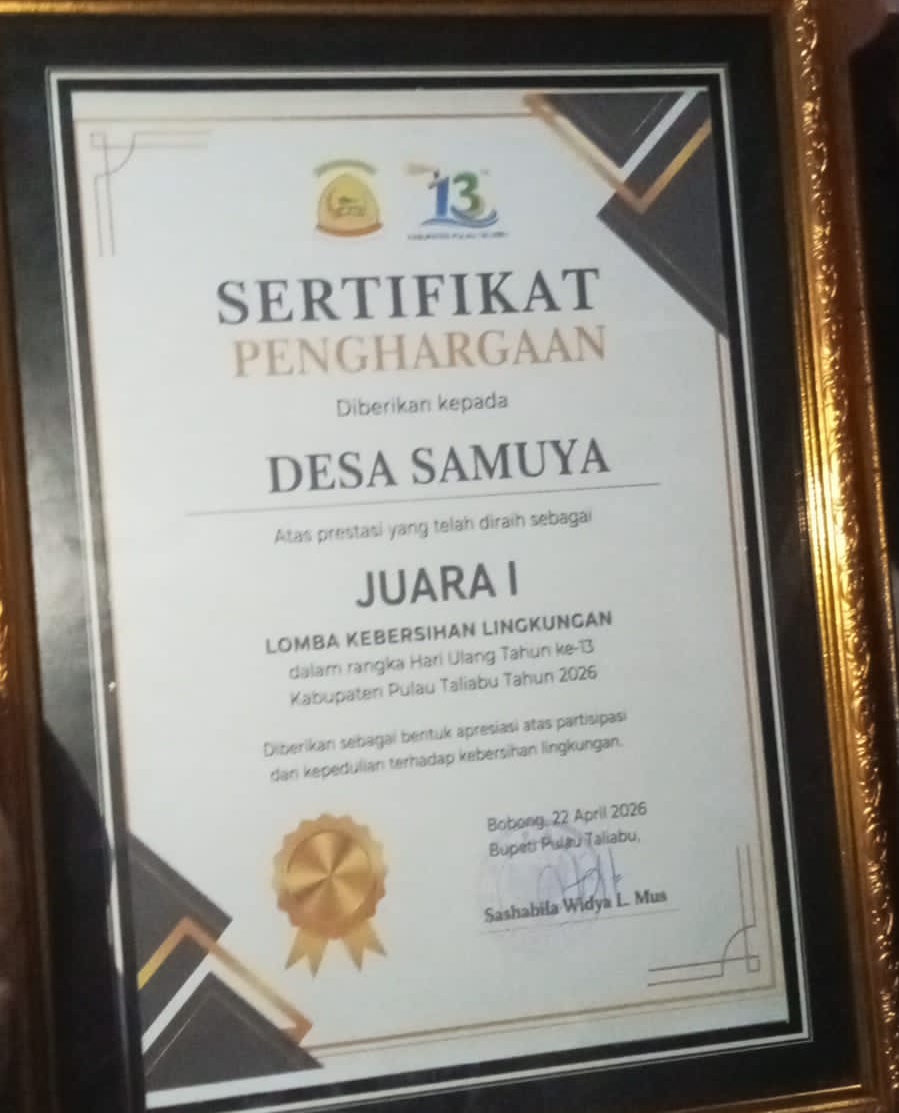 13
SERTIFIKAT
PENGHARGAAN
Diberikan kepada
DESA SAMUYA
Atas prestasi yang telah diraih sebagai
JUARA I
LOMBA KEBERSIHAN LINGKUNGAN
dalam rangka Hari Ulang Tahun ke-13
Kabupaten Pulau Taliabu Tahun 2026
Diberikan sebagai bentuk apresiasi atas partisipasi
dan kepedulian terhadap kebersihan lingkungan.
Bobong, 22 April 2026
Bupati Pulau Taliabu,
Sashabila Widya L. Mus